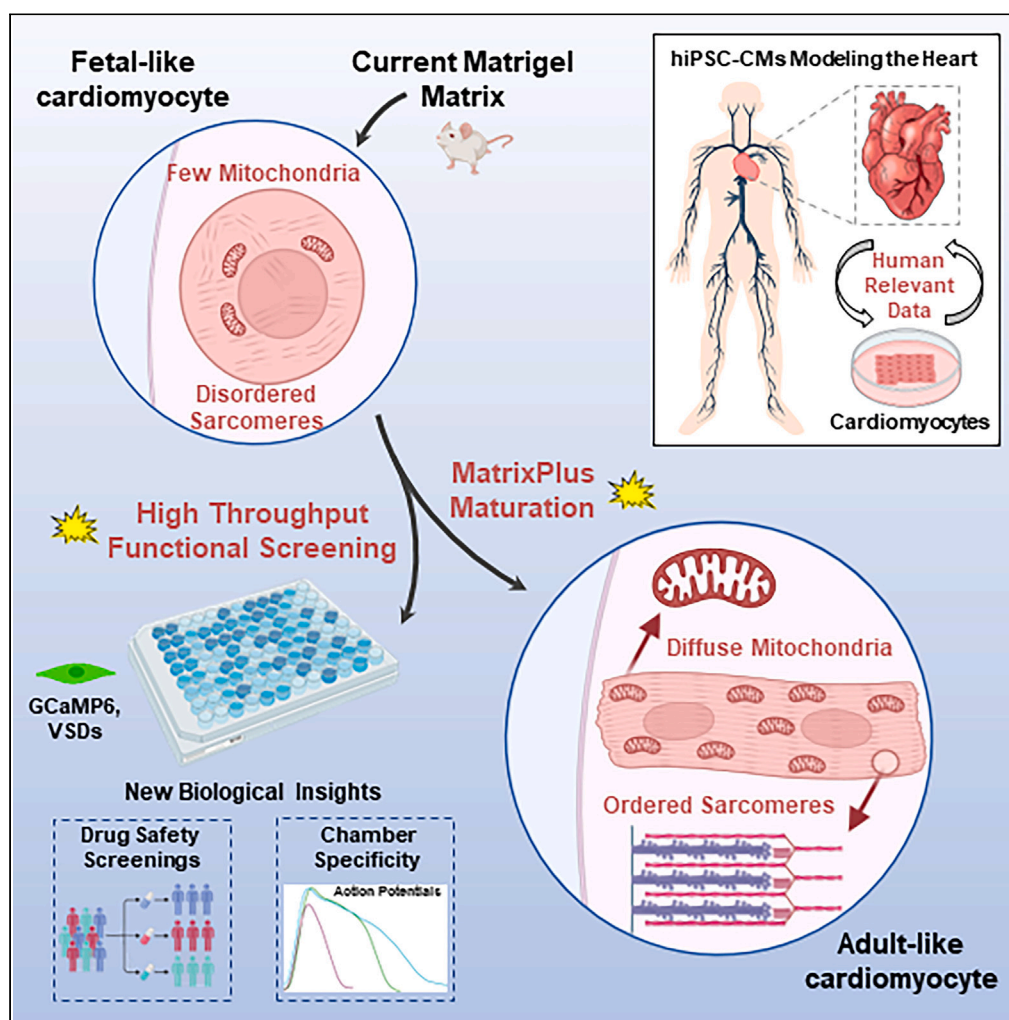 Fetal-like
cardiomyocyte
Current Matrigel
Matrix
Few Mitochondria
Disordered
Sarcomeres
hiPSC-CMs Modeling the Heart
Human
Relevant
Data
Cardiomyocytes
MatrixPlus
Maturation
High Throughput
Functional Screening
GCaMP6,
VSDs
Diffuse Mitochondria
Ordered Sarcomeres
Adult-like
cardiomyocyte
New Biological Insights
Drug Safety
Screenings
Chamber
Specificity
Action Potentials